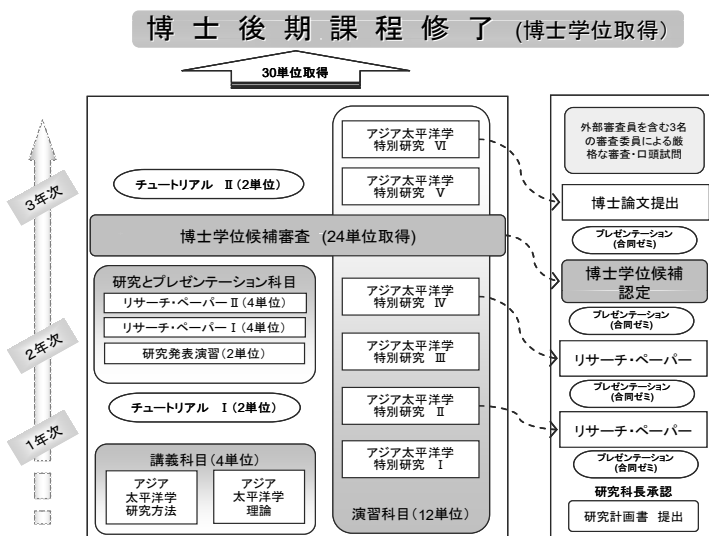 博士後期課程修了 (博士学位取得)
30単位取得
3年次
2年次
1年次
チュートリアル Ⅱ (2単位)
アジア太平洋学
特別研究 Ⅵ
アジア太平洋学
特別研究 Ⅴ
博士学位候補審査 (24単位取得)
研究とプレゼンテーション科目
リサーチ・ペーパーⅡ (4単位)
リサーチ・ペーパーⅠ (4単位)
研究発表演習 (2単位)
チュートリアル Ⅰ (2単位)
講義科目 (4単位)
アジア
太平洋学
研究方法
アジア
太平洋学
理論
アジア太平洋学
特別研究 Ⅳ
アジア太平洋学
特別研究 Ⅲ
アジア太平洋学
特別研究 Ⅱ
アジア太平洋学
特別研究 Ⅰ
演習科目 (12単位)
外部審査員を含む3名
の審査委員による厳
格な審査・口頭試問
博士論文提出
プレゼンテーション
(合同ゼミ)
博士学位候補
認定
プレゼンテーション
(合同ゼミ)
リサーチ・ペーパー
プレゼンテーション
(合同ゼミ)
リサーチ・ペーパー
プレゼンテーション
(合同ゼミ)
研究科長承認
研究計画書 提出